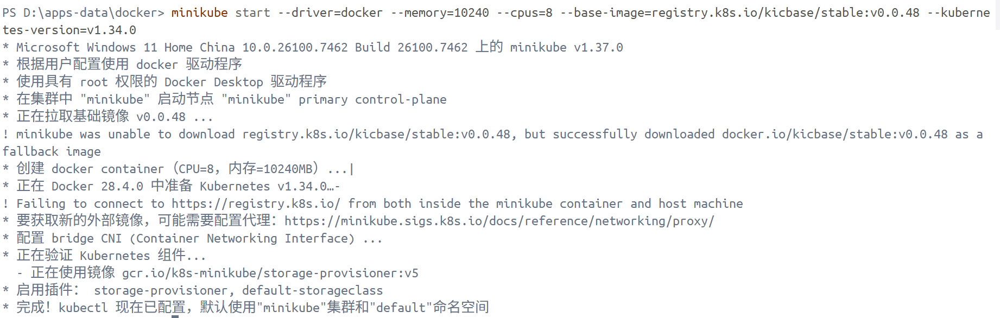 PS D:\apps-data\docker> minikube start --driver=docker --memory=10240 --cpus=8 --base-image=registry.k8s.io/kicbase/stable:v0.0.48 --kuberne
tes-version=v1.34.0
* Microsoft Windows 11 Home China 10.0.26100.7462 Build 26100.7462 上的 minikube v1.37.0
* 根据用户配置使用 docker 驱动程序
* 使用具有 root 权限的 Docker Desktop 驱动程序
* 在集群中 "minikube" 启动节点 "minikube" primary control-plane
* 正在拉取基础镜像 v0.0.48 ...
! minikube was unable to download registry.k8s.io/kicbase/stable:v0.0.48, but successfully downloaded docker.io/kicbase/stable:v0.0.48 as a
fallback image
* 创建 docker container（CPU=8，内存=10240MB）...|
* 正在 Docker 28.4.0 中准备 Kubernetes v1.34.0…-
! Failing to connect to https://registry.k8s.io/ from both inside the minikube container and host machine
* 要获取新的外部镜像，可能需要配置代理：https://minikube.sigs.k8s.io/docs/reference/networking/proxy/
* 配置 bridge CNI (Container Networking Interface) ...
* 正在验证 Kubernetes 组件...
  - 正在使用镜像 gcr.io/k8s-minikube/storage-provisioner:v5
* 启用插件： storage-provisioner, default-storageclass
* 完成！kubectl 现在已配置，默认使用"minikube"集群和"default"命名空间